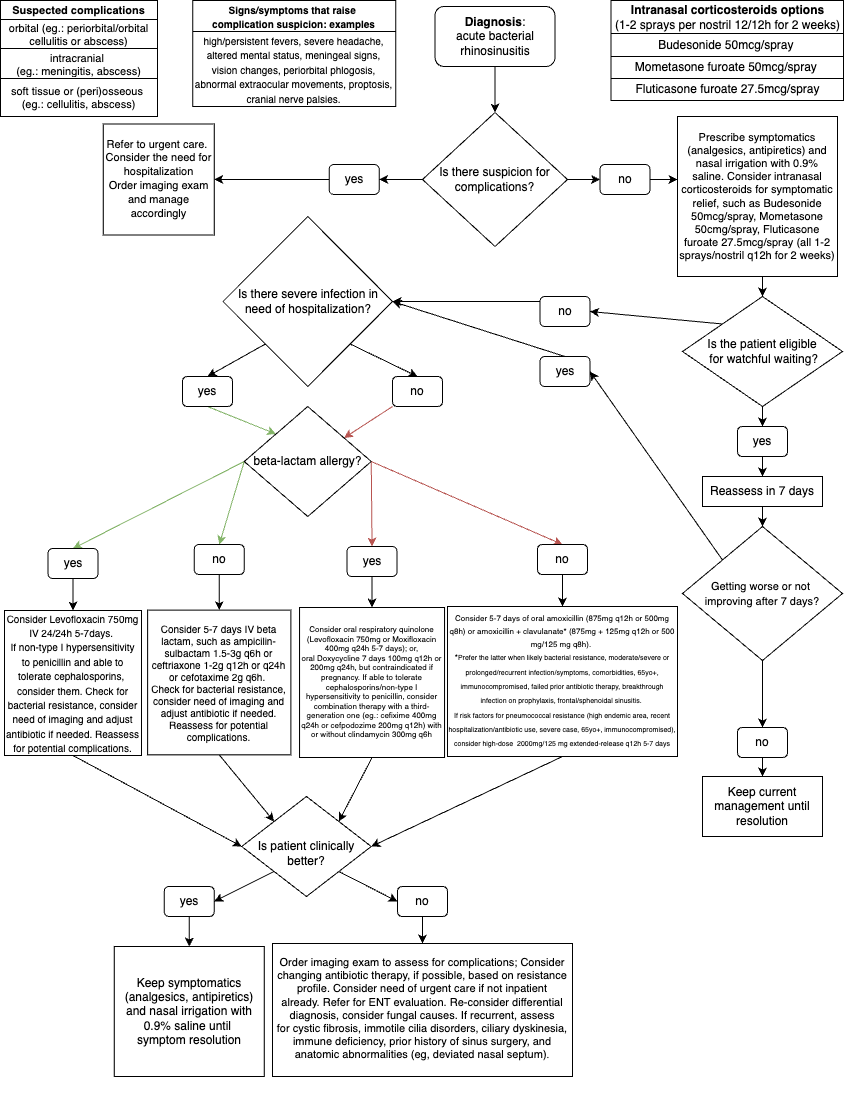 Suspected complications
orbital (eg.: periorbital/orbital
cellulitis or abscess)
intracranial
(eg.: meningitis, abscess)
soft tissue or (peri)osseous
(eg.: cellulitis, abscess)
Signs/symptoms that raise
complication suspicion: examples
high/persistent fevers, severe headache,
altered mental status, meningeal signs,
vision changes, periorbital phlogosis,
abnormal extraocular movements, proptosis,
cranial nerve palsies.
Diagnosis:
acute bacterial
rhinosinusitis
Intranasal corticosteroids options
(1-2 sprays per nostril 12/12h for 2 weeks)
Budesonide 50mcg/spray
Mometasone furoate 50mcg/spray
Fluticasone furoate 27.5mcg/spray
Refer to urgent care.
Consider the need for
hospitalization
Order imaging exam
and manage
accordingly
yes
Is there suspicion for
complications?
no
Prescribe symptomatics
(analgesics, antipiretics) and
nasal irrigation with 0.9%
saline. Consider intranasal
corticosteroids for symptomatic
relief, such as Budesonide
50mcg/spray, Mometasone
50cmg/spray, Fluticasone
furoate 27.5mcg/spray (all 1-2
sprays/nostril q12h for 2 weeks)
Is there severe infection in
need of hospitalization?
no
Is the patient eligible
for watchful waiting?
yes
yes
no
yes
beta-lactam allergy?
Reassess in 7 days
Getting worse or not
improving after 7 days?
yes
no
yes
no
Consider Levofloxacin 750mg
IV 24/24h 5-7days.
If non-type I hypersensitivity
to penicillin and able to
tolerate cephalosporins,
consider them. Check for
bacterial resistance, consider
need of imaging and adjust
antibiotic if needed. Reassess
for potential complications.
Consider 5-7 days IV beta
lactam, such as ampicilin-
sulbactam 1.5-3g q6h or
ceftriaxone 1-2g q12h or q24h
or cefotaxime 2g q6h.
Check for bacterial resistance,
consider need of imaging and
adjust antibiotic if needed.
Reassess for potential
complications.
Consider oral respiratory quinolone
(Levofloxacin 750mg or Moxifloxacin
400mg q24h 5-7 days); or,
oral Doxycycline 7 days 100mg q12h or
200mg q24h, but contraindicated if
pregnancy. If able to tolerate
cephalosporins/non-type I
hypersensitivity to penicillin, consider
combination therapy with a third-
generation one (eg.: cefixime 400mg
q24h or cefpodozime 200mg q12h) with
or without clindamycin 300mg q6h
Consider 5-7 days of oral amoxicillin (875mg q12h or 500mg
q8h) or amoxicillin + clavulanate* (875mg + 125mg q12h or 500
mg/125 mg q8h).
*Prefer the latter when likely bacterial resistance, moderate/severe or
prolonged/recurrent infection/symptoms, comorbidities, 65yo+,
immunocompromised, failed prior antibiotic therapy, breakthrough
infection on prophylaxis, frontal/sphenoidal sinusitis.
If risk factors for pneumococcal resistance (high endemic area, recent
hospitalization/antibiotic use, severe case, 65yo+, immunocompromised),
consider high-dose 2000mg/125 mg extended-release q12h 5-7 days
no
Keep current
management until
resolution
Is patient clinically
better?
yes
no
Keep symptomatics
(analgesics, antipiretics)
and nasal irrigation with
0.9% saline until
symptom resolution
Order imaging exam to assess for complications; Consider
changing antibiotic therapy, if possible, based on resistance
profile. Consider need of urgent care if not inpatient
already. Refer for ENT evaluation. Re-consider differential
diagnosis, consider fungal causes. If recurrent, assess
for cystic fibrosis, immotile cilia disorders, ciliary dyskinesia,
immune deficiency, prior history of sinus surgery, and
anatomic abnormalities (eg, deviated nasal septum).